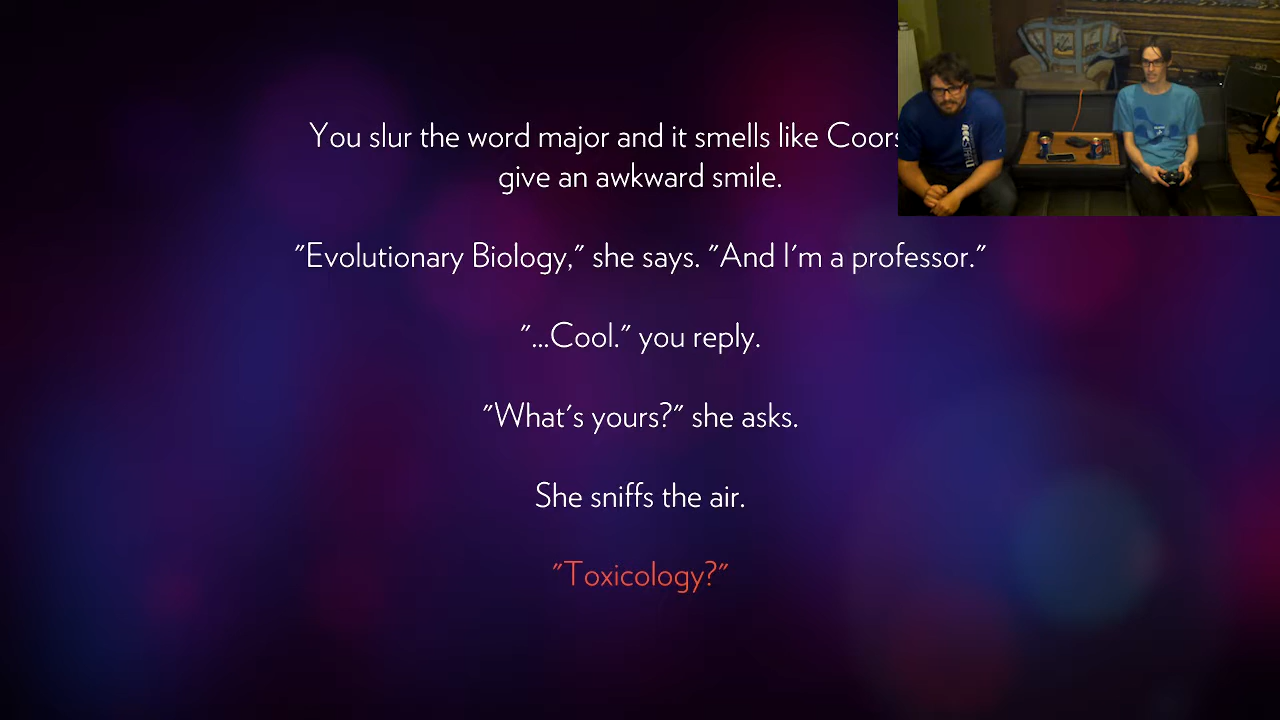 You slur the word major and it smells like Coors
give an awkward smile.
"Evolutionary Biology," she says. "And I'm a professor."
"...Cool." you reply.
"What's yours?" she asks.
She sniffs the air.
"Toxicology?"